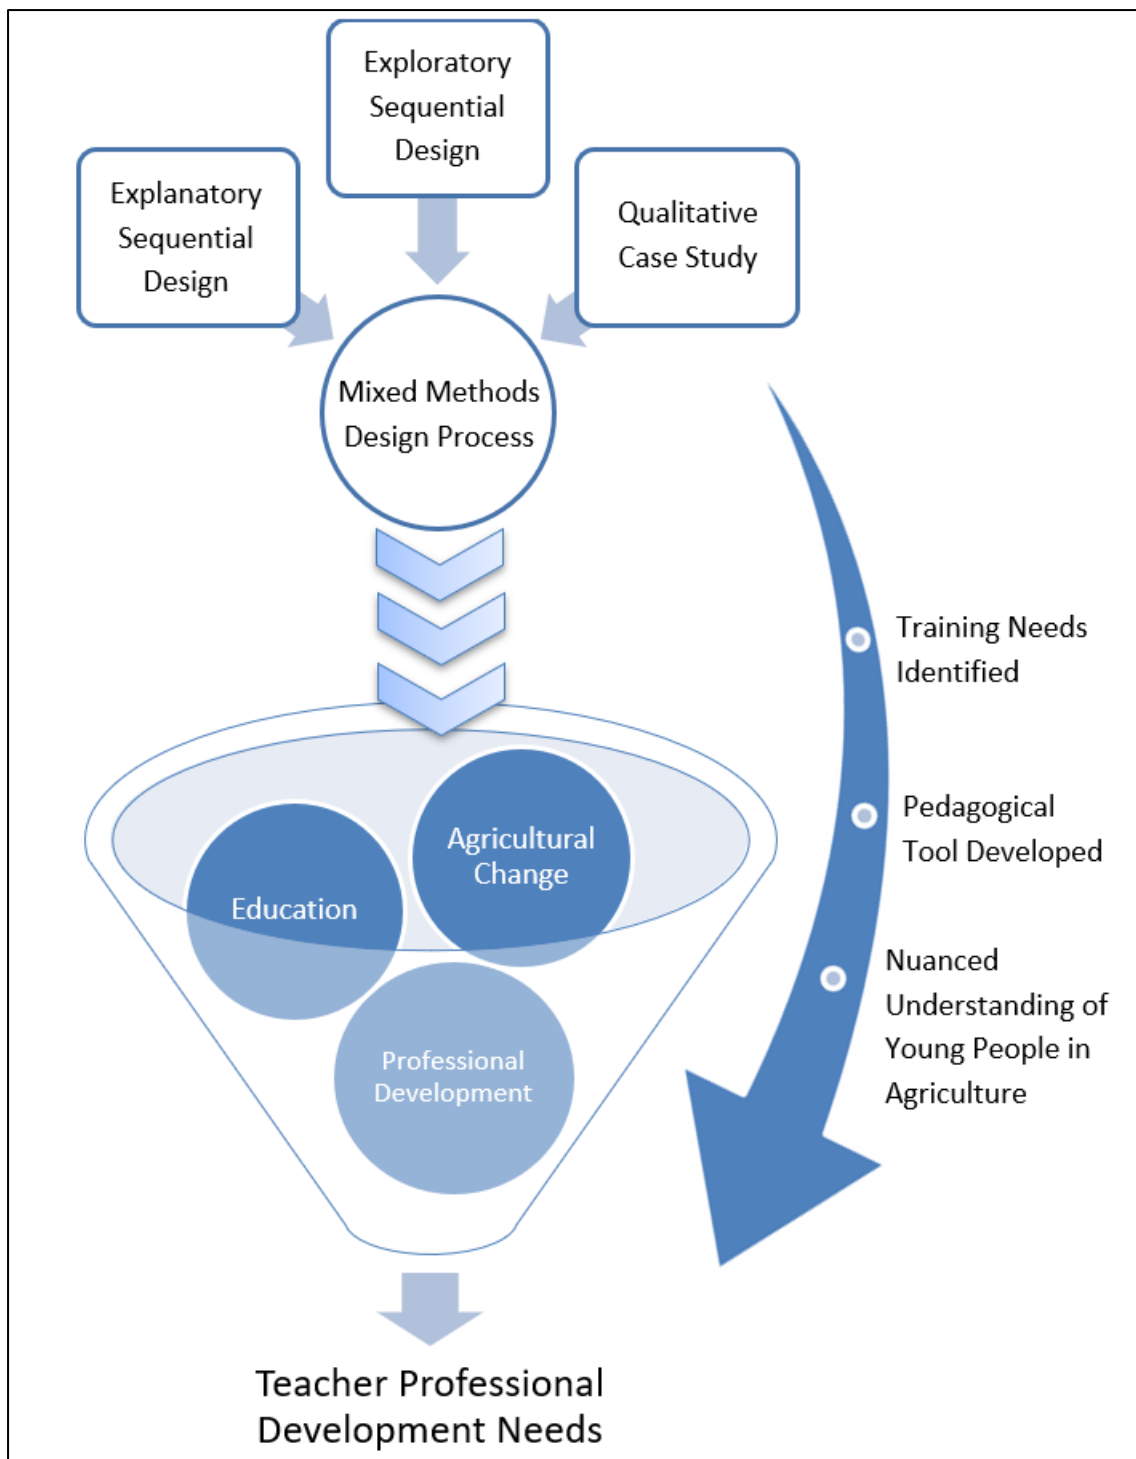 Exploratory
Sequential
Design
Explanatory
Sequential
Design
Qualitative
Case Study
Mixed Methods
Design Process
Training Needs
Identified
Pedagogical
Tool Developed
Nuanced
Understanding of
Young People in
Agriculture
Agricultural
Change
Education
Professional
Development
Teacher Professional
Development Needs